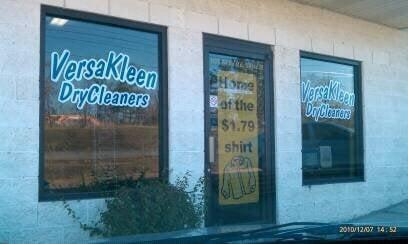 VersaKleen
DryCleaners
Home
of the
$1.79
shirt
VersaKleen
DryCleaners
2010/12/07 14:52